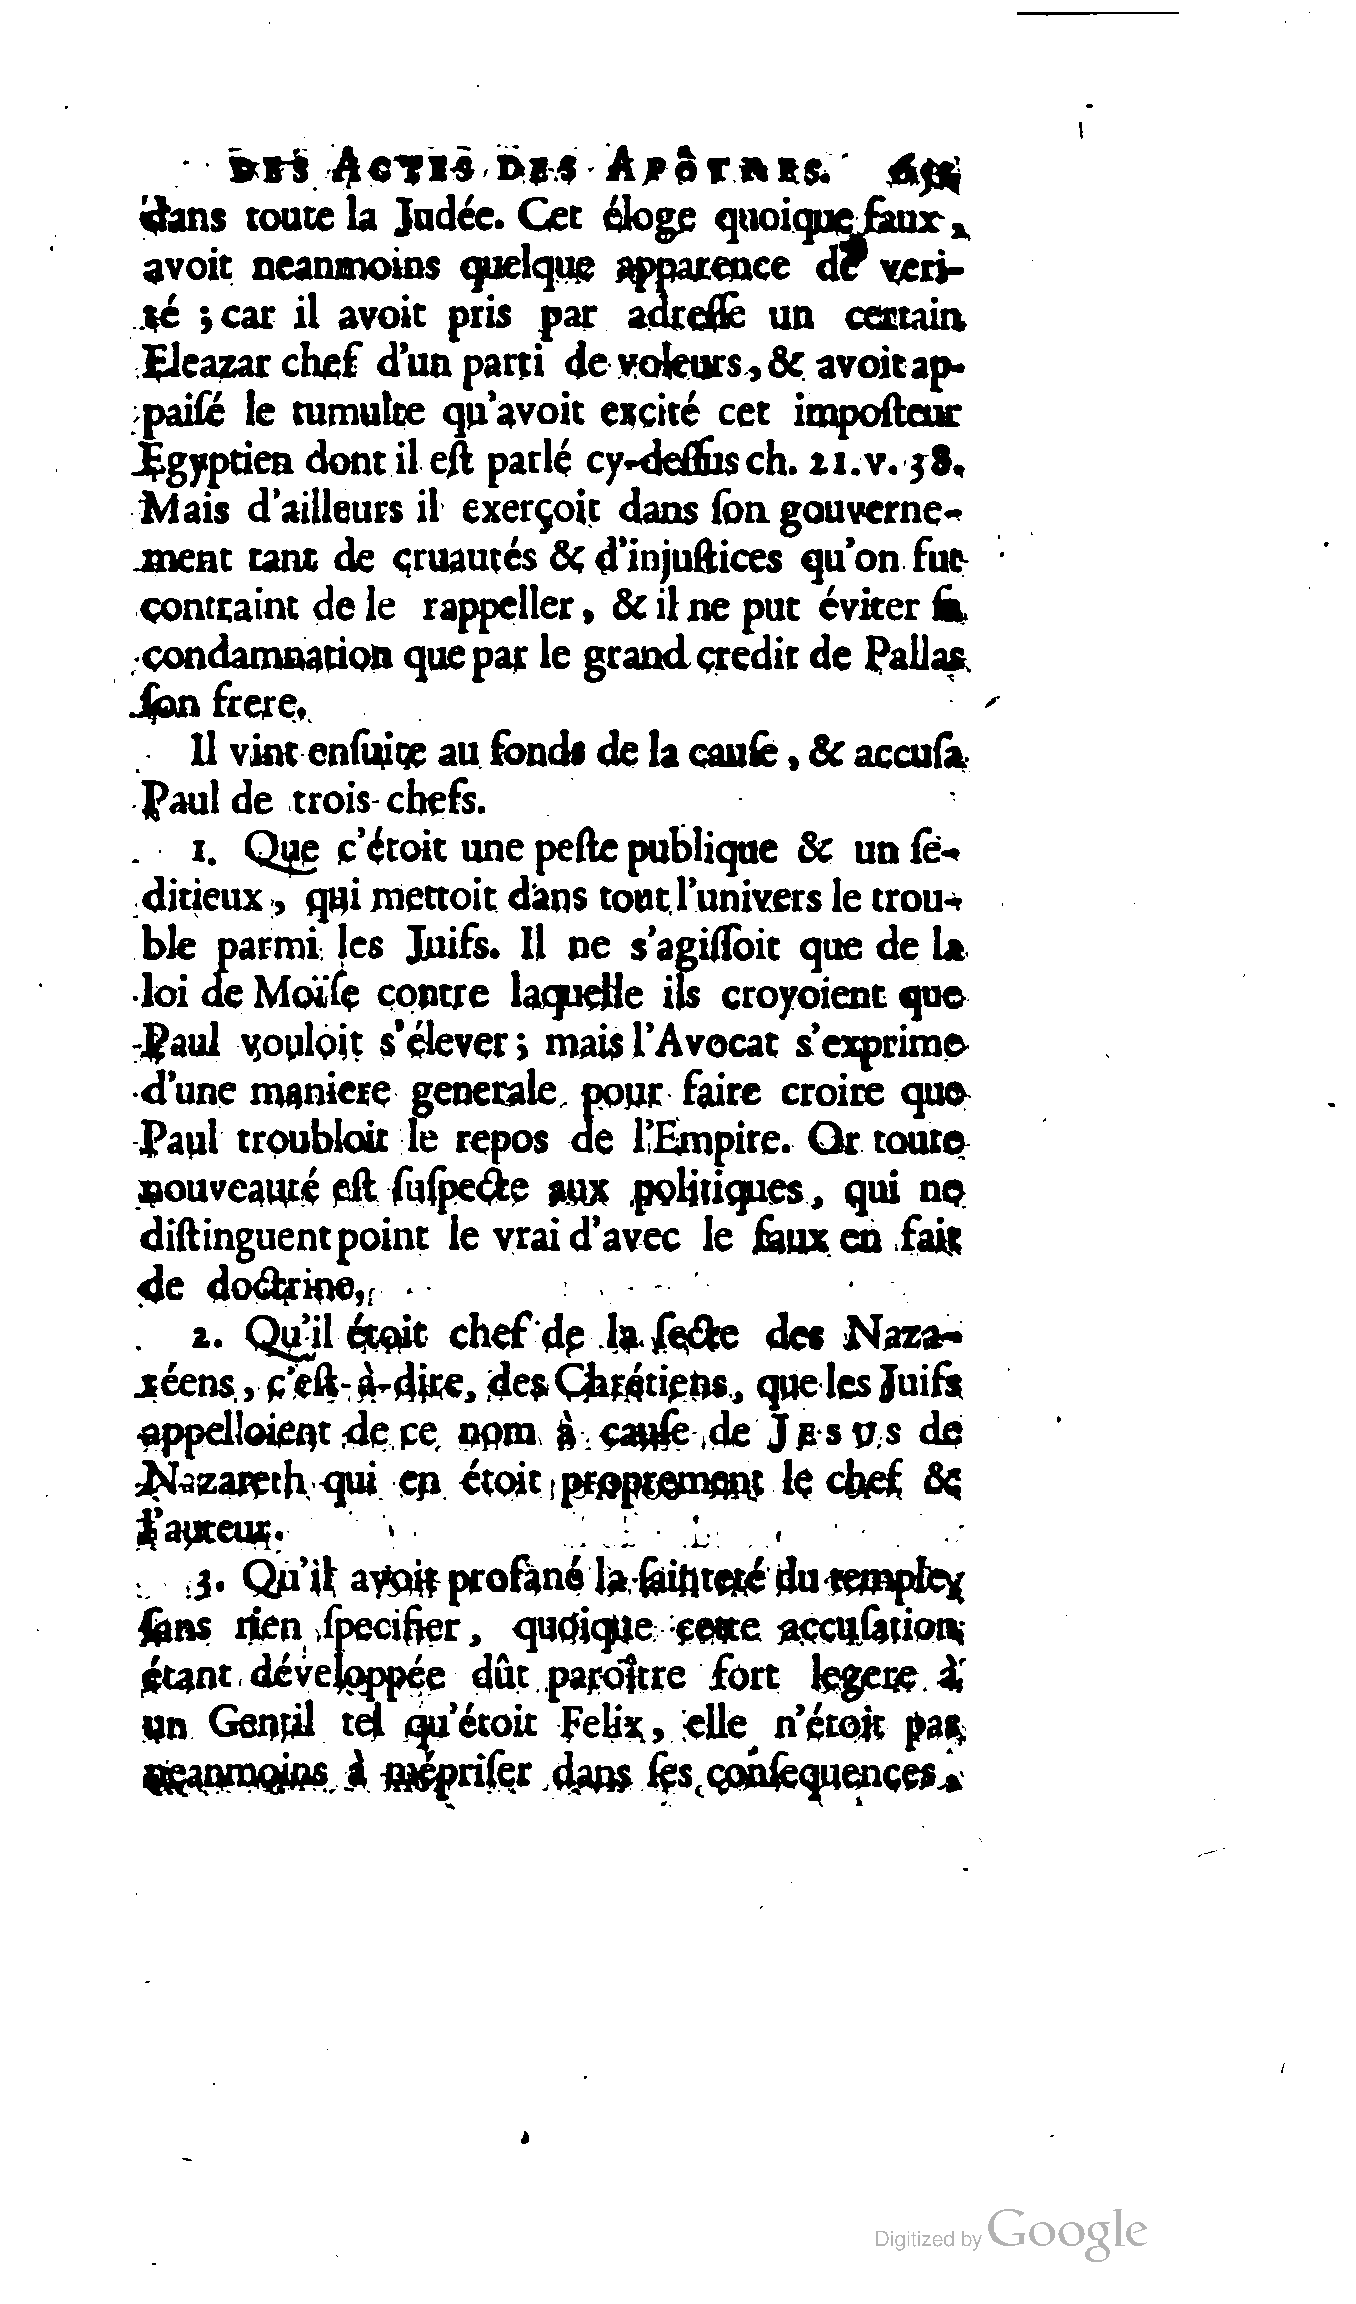 DES ACTES DES APÔTRES.
dans toute la Judée. Cet éloge quoique faux,
avoit neanmoins quelque apparence de veri-
té ; car il avoit pris par adreſſe un certain
Eleazar chef d'un parti de voleurs, & avoit ap-
paiſé le tumulte qu'avoit excité cet impoſteur
Egyptien dont il eſt parlé cy-deſſus ch. 21. v. 38.
Mais d'ailleurs il exerçoit dans ſon gouverne-
ment tant de cruautés & d'injuſtices qu'on fut
contraint de le rappeller, & il ne put éviter ſa
condamnation que par le grand credit de Pallas
ſon frere.
Il vint enſuite au fonds de la cauſe, & accuſa
Paul de trois chefs.
1. Que c'étoit une peſte publique & un ſé-
ditieux, qui mettoit dans tout l'univers le trou-
ble parmi les Juifs. Il ne s'agiſſoit que de la
loi de Moïſe contre laquelle ils croyoient que
Paul vouloit s'élever ; mais l'Avocat s'exprime
d'une maniere generale pour faire croire que
Paul troubloit le repos de l'Empire. Or toute
nouveauté eſt ſuſpecte aux politiques, qui ne
diſtinguent point le vrai d'avec le faux en fait
de doctrine.
2. Qu'il étoit chef de la ſecte des Naza-
réens, c'eſt-à-dire, des Chrétiens, que les Juifs
appelloient de ce nom à cauſe de JESUS de
Nazareth qui en étoit proprement le chef &
l'auteur.
3. Qu'il avoit profané la ſainteté du temple,
ſans rien ſpecifier, quoique cette accuſation
étant développée dût paroître fort legere à
un Gentil tel qu'étoit Felix, elle n'étoit pas
neanmoins à mépriſer dans ſes conſequences,
Digitized by Google